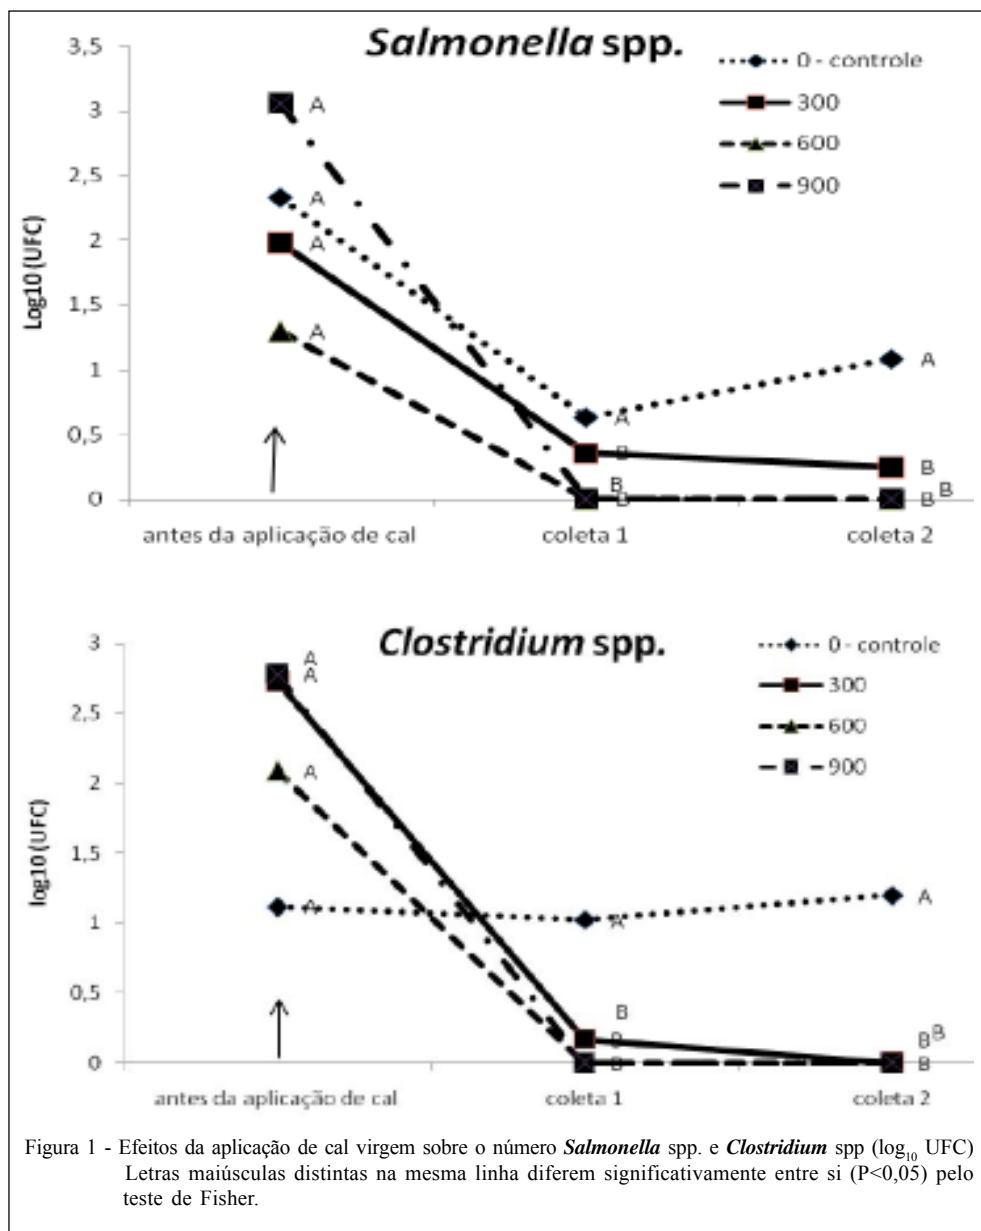 Salmonella spp.
3,5
3
2,5
2
1,5
1
0,5
0
Log10 (UFC)
0 - controle
300
600
900
A
A
A
A
A
B
B
B
A
B
B
B
antes da aplicação de cal
coleta 1
coleta 2
Clostridium spp.
3
2,5
2
1,5
1
0,5
0
log10 (UFC)
0 - controle
300
600
900
A
A
A
A
A
B
B
B
A
B
B
B
antes da aplicação de cal
coleta 1
coleta 2
Figura 1 - Efeitos da aplicação de cal virgem sobre o número Salmonella spp. e Clostridium spp (log10 UFC)
Letras maiúsculas distintas na mesma linha diferem significativamente entre si (P<0,05) pelo
teste de Fisher.